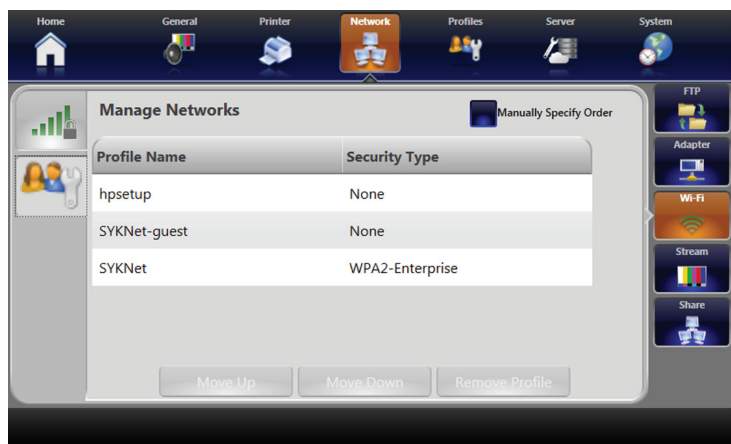 Home General Printer Network Profiles Server System
Manage Networks
Manually Specify Order
Profile Name Security Type
hpsetup None
SYKNet-guest None
SYKNet WPA2-Enterprise
Move Up Move Down Remove Profile
FTP
Adapter
Wi-Fi
Stream
Share